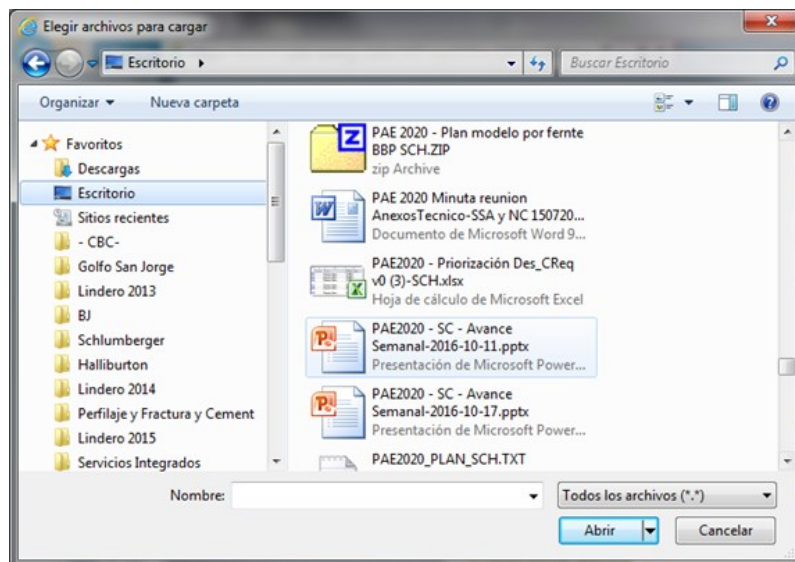 Elegir archivos para cargar
Escritorio
Buscar Escritorio
Organizar
Nueva carpeta
Favoritos
Descargas
Escritorio
Sitios recientes
- CBC-
Golfo San Jorge
Lindero 2013
BJ
Schlumberger
Halliburton
Lindero 2014
Perfilaje y Fractura y Cement
Lindero 2015
Servicios Integrados
PAE 2020 - Plan modelo por fernte
BBP SCH.ZIP
zip Archive
PAE 2020 Minuta reunion
AnexosTecnico-SSA y NC 150720...
Documento de Microsoft Word 9...
PAE2020 - Priorización Des_CReq
v0 (3)-SCH.xlsx
Hoja de cálculo de Microsoft Excel
PAE2020 - SC - Avance
Semanal-2016-10-11.pptx
Presentación de Microsoft Power...
PAE2020 - SC - Avance
Semanal-2016-10-17.pptx
Presentación de Microsoft Power...
PAE2020_PLAN_SCH.TXT
Nombre:
Todos los archivos (*.*)
Abrir
Cancelar